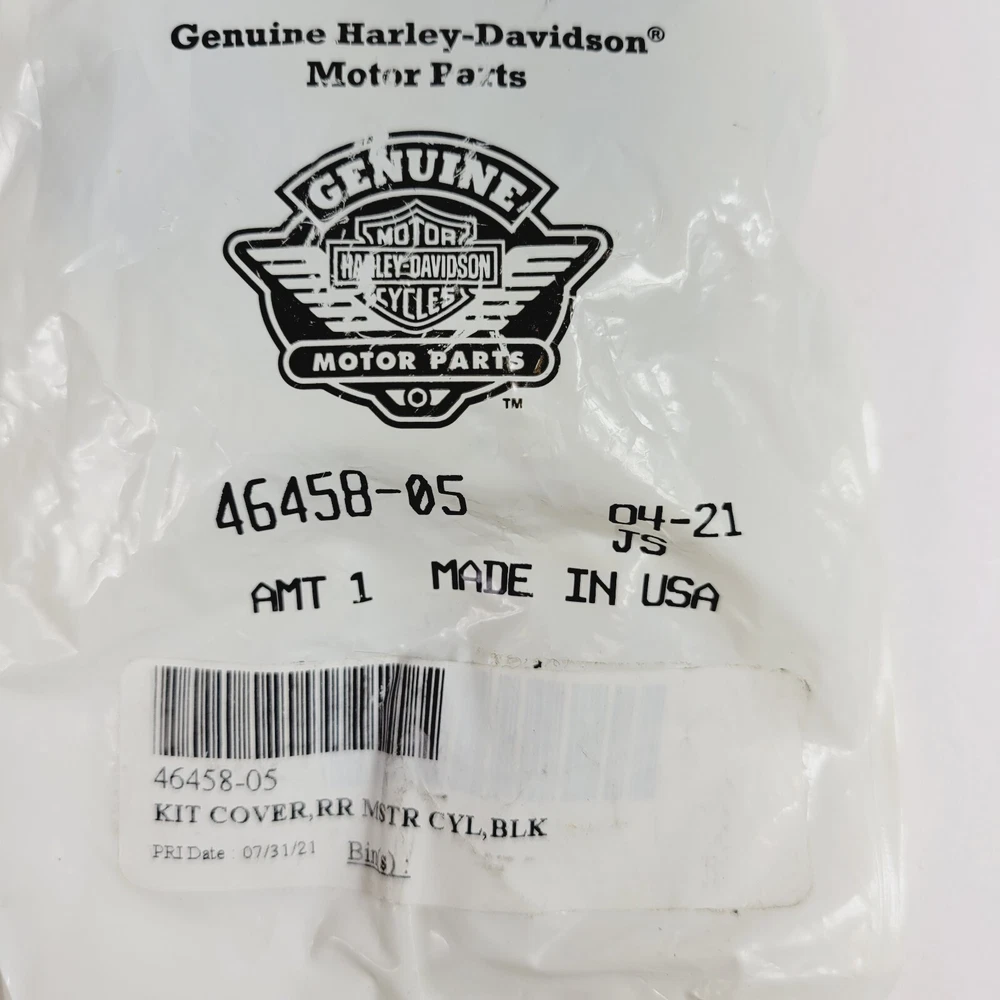 Genuine Harley-Davidson®
Motor Parts
GENUINE
MOTOR
HARLEY-DAVIDSON
CYCLES
MOTOR PARTS
TM
46458-05
04-21
JS
AMT 1 MADE IN USA
46458-05
KIT COVER,RR MSTR CYL,BLK
PRI Date : 07/31/21 Bin(s) :